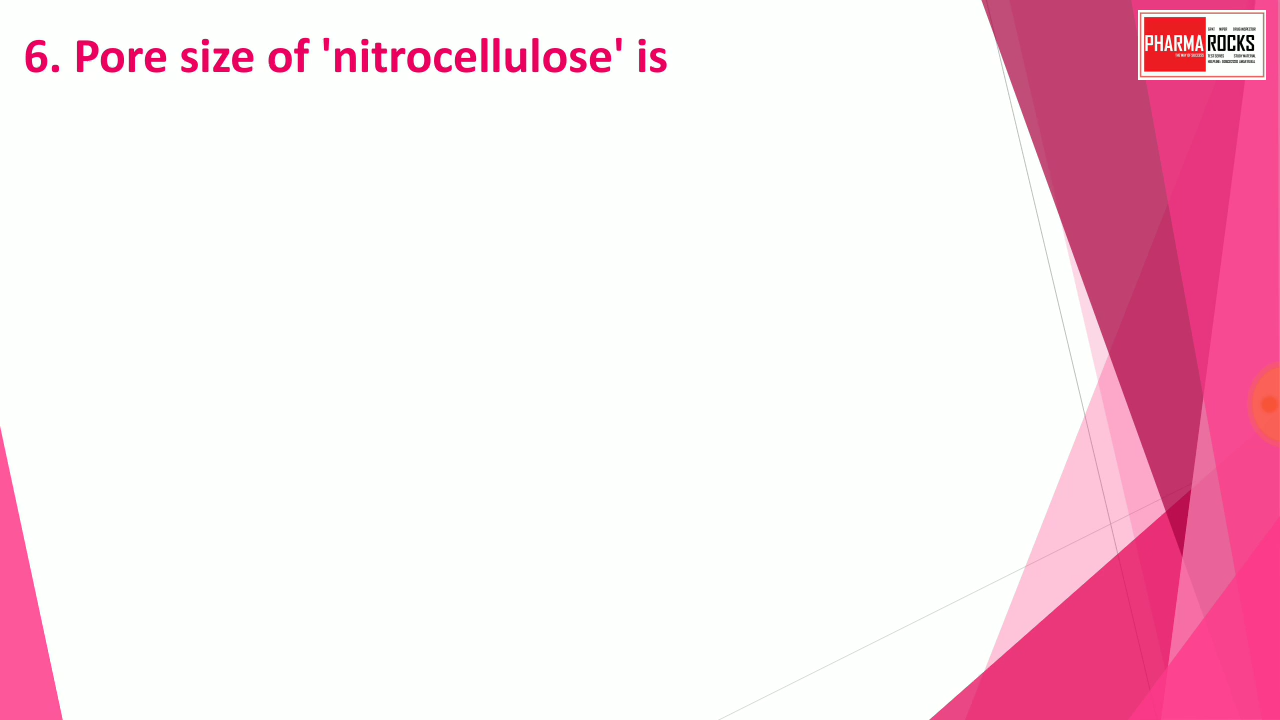 6. Pore size of 'nitrocellulose' is
PHARMA ROCKS